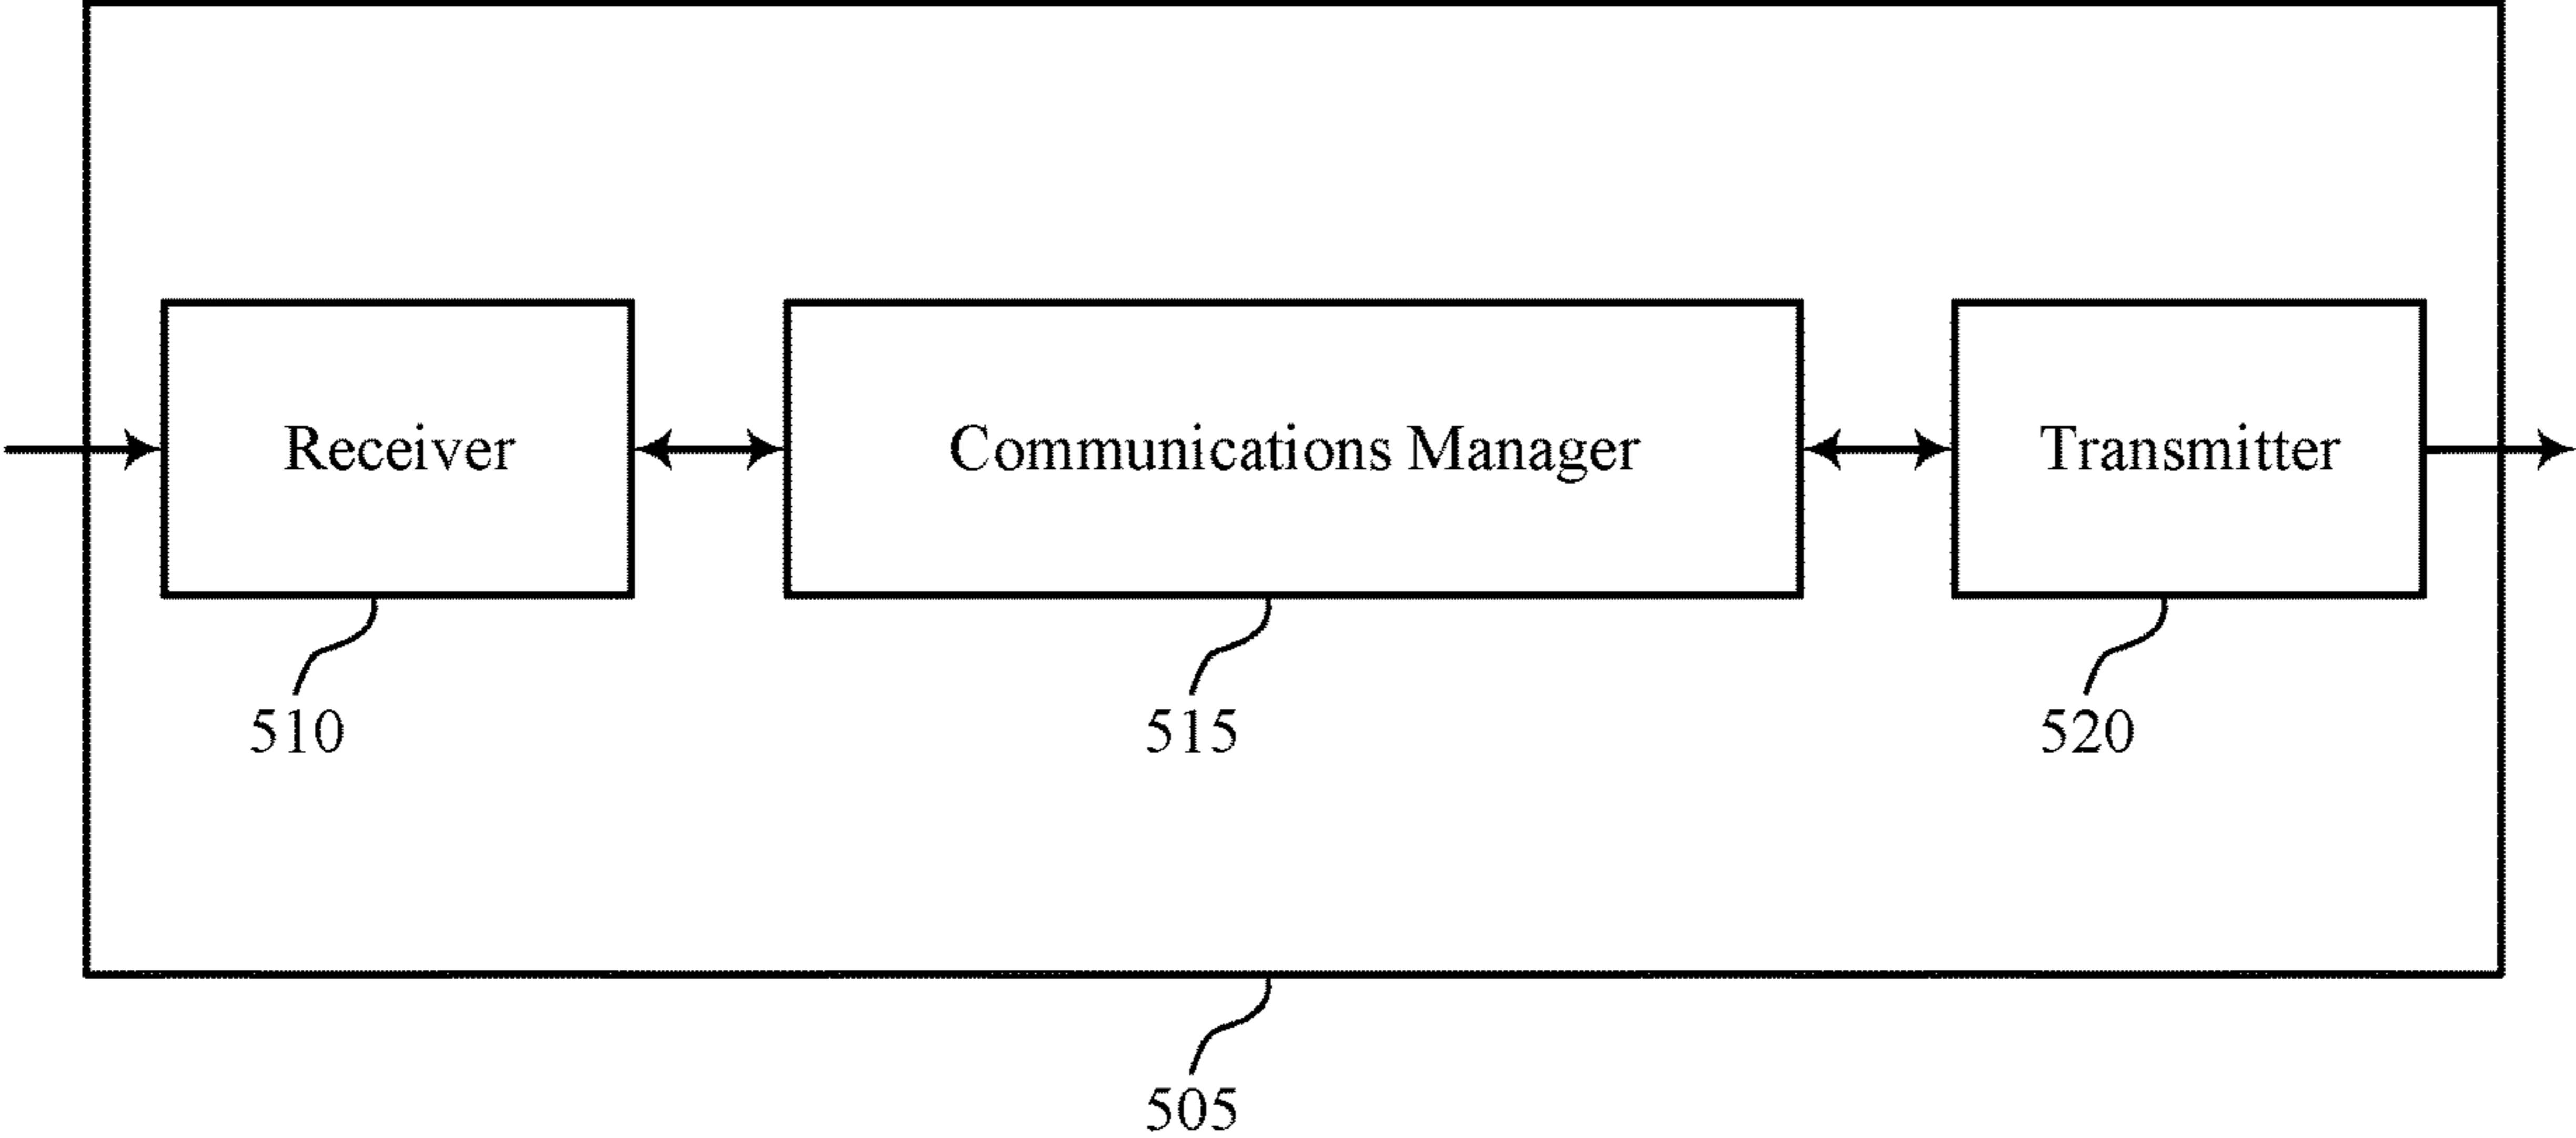 Receiver
Communications Manager
Transmitter
510
515
520
505